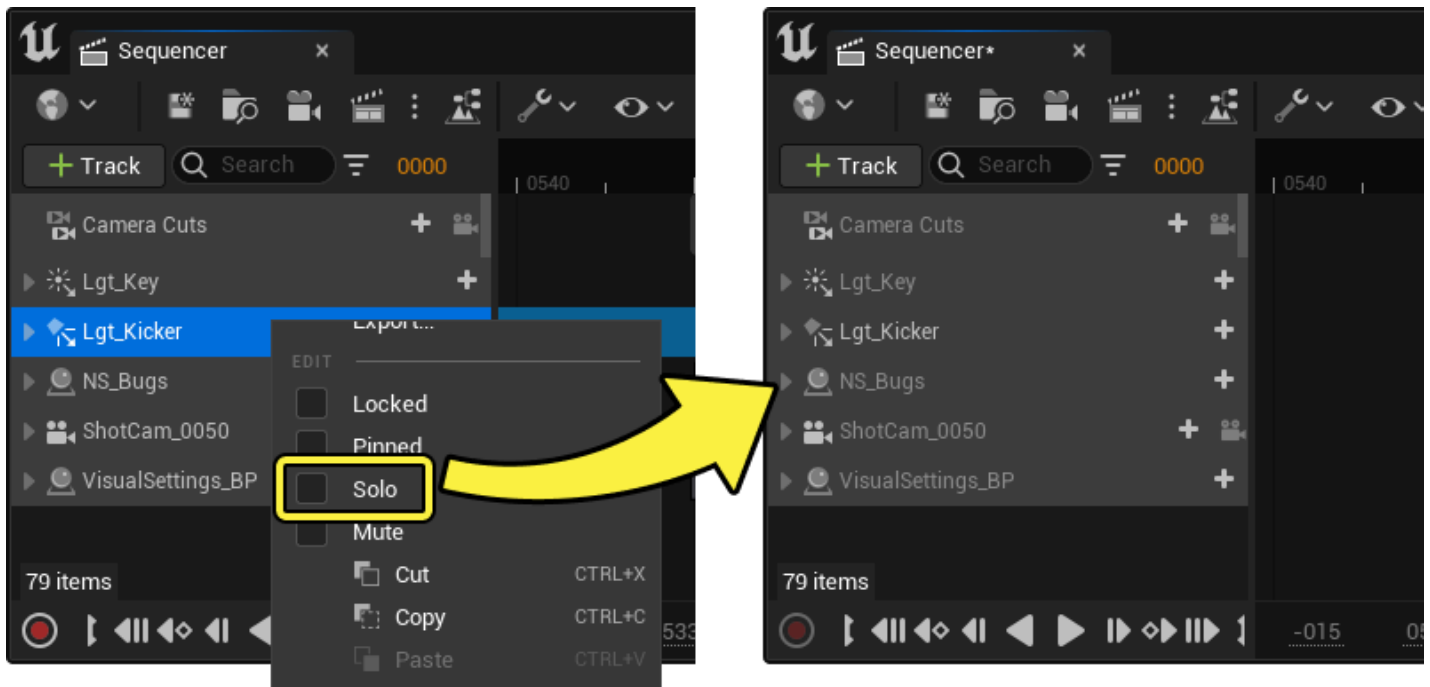 Sequencer
+ Track
Search
0000
0540
Camera Cuts
Lgt_Key
Lgt_Kicker
NS_Bugs
ShotCam_0050
VisualSettings_BP
79 items
Export...
EDIT
Locked
Pinned
Solo
Mute
Cut CTRL+X
Copy CTRL+C
Paste CTRL+V
533
Sequencer*
+ Track
Search
0000
0540
Camera Cuts
Lgt_Key
Lgt_Kicker
NS_Bugs
ShotCam_0050
VisualSettings_BP
79 items
-015